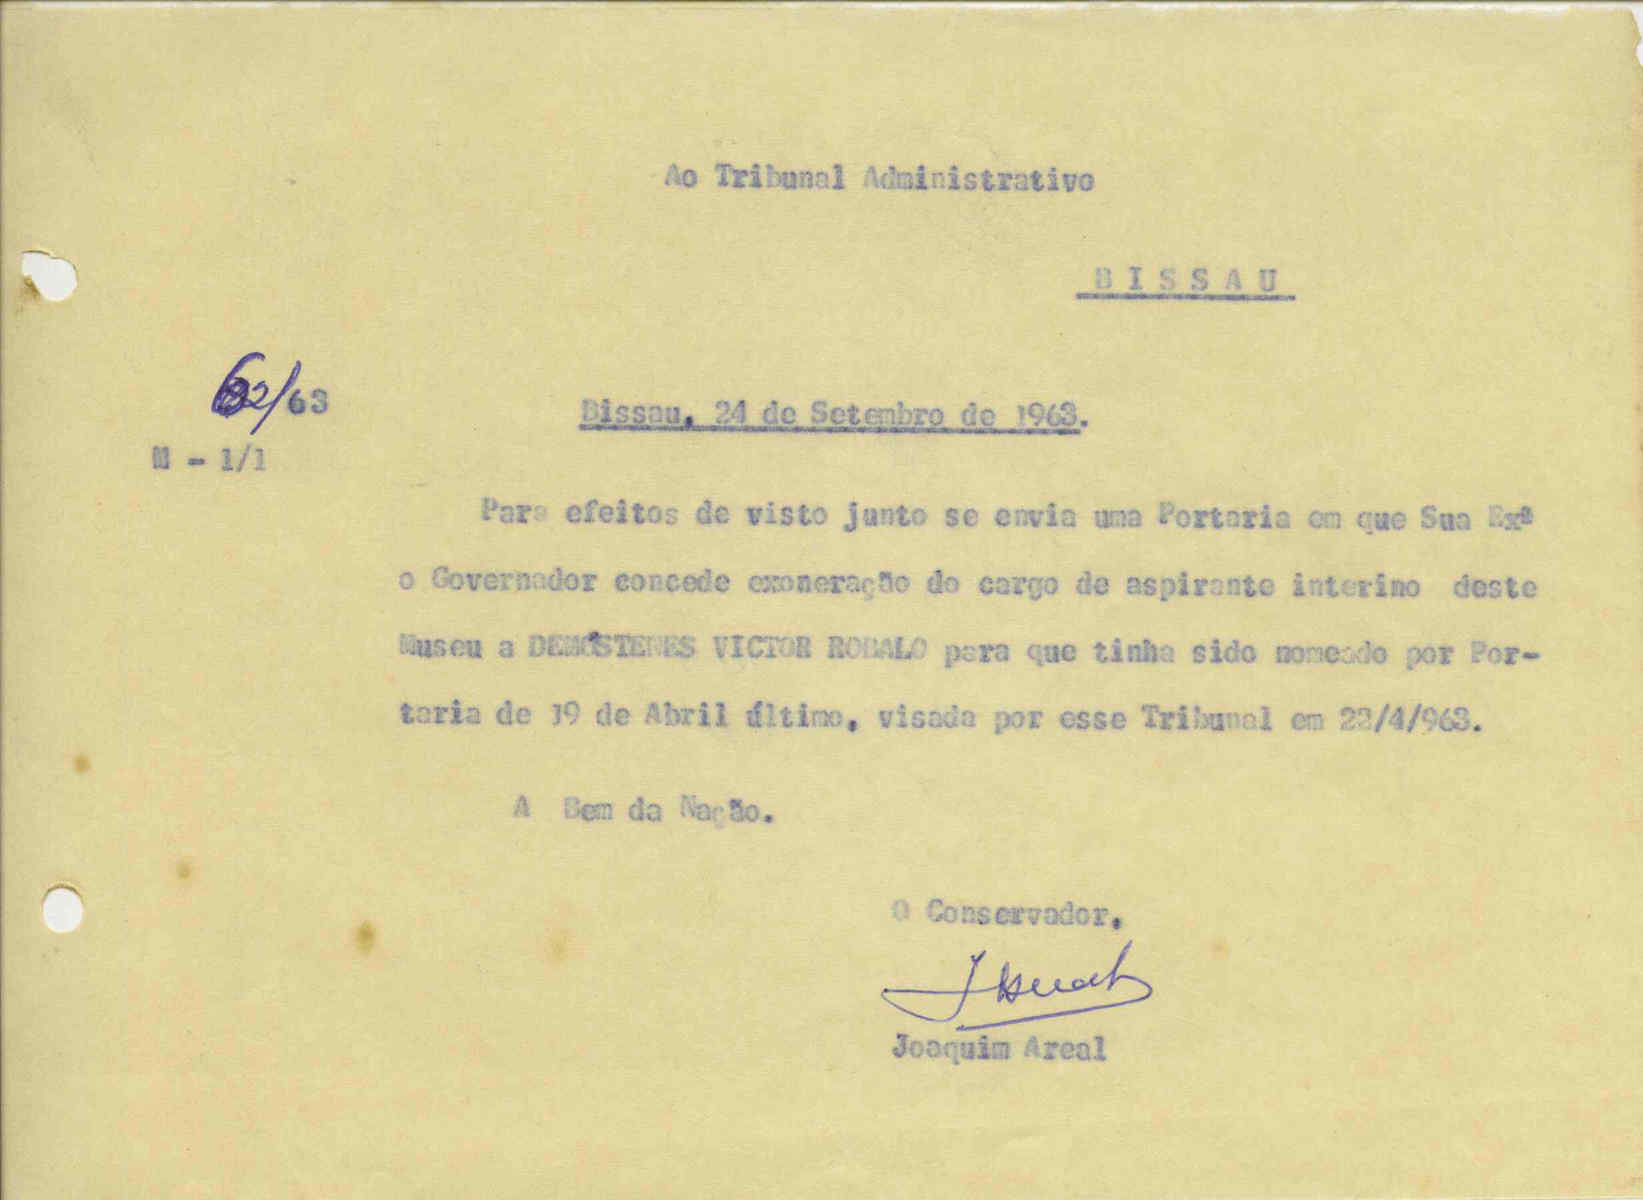 Ao Tribunal Administrativo
BISSAU
62/63
Bissau, 24 de Setembro de 1963.
M - 1/1
Para efeitos de visto junto se envia uma Portaria em que Sua Exª
o Governador concede exoneração do cargo de aspirante interino deste
Museu a DEMÓSTENES VICTOR ROBALO para que tinha sido nomeado por Por-
taria de 19 de Abril último, visada por esse Tribunal em 22/4/963.
A Bem da Nação.
O Conservador,
Joaquim Areal